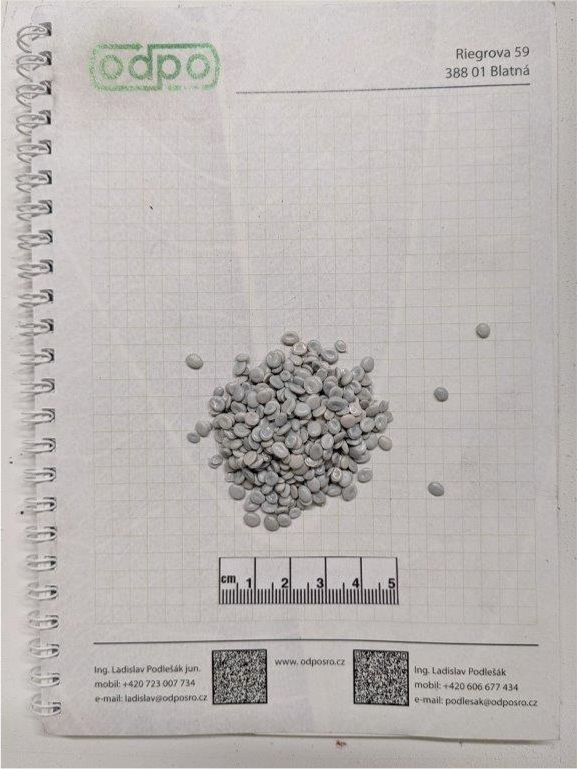 odpo
Riegrova 59
388 01 Blatná
cm 1 2 3 4 5
Ing. Ladislav Podlešák jun.
mobil: +420 723 007 734
e-mail: ladislav@odposro.cz
www. odposro.cz
Ing. Ladislav Podlešák
mobil: +420 606 677 434
e-mail: podlesak@odposro.cz